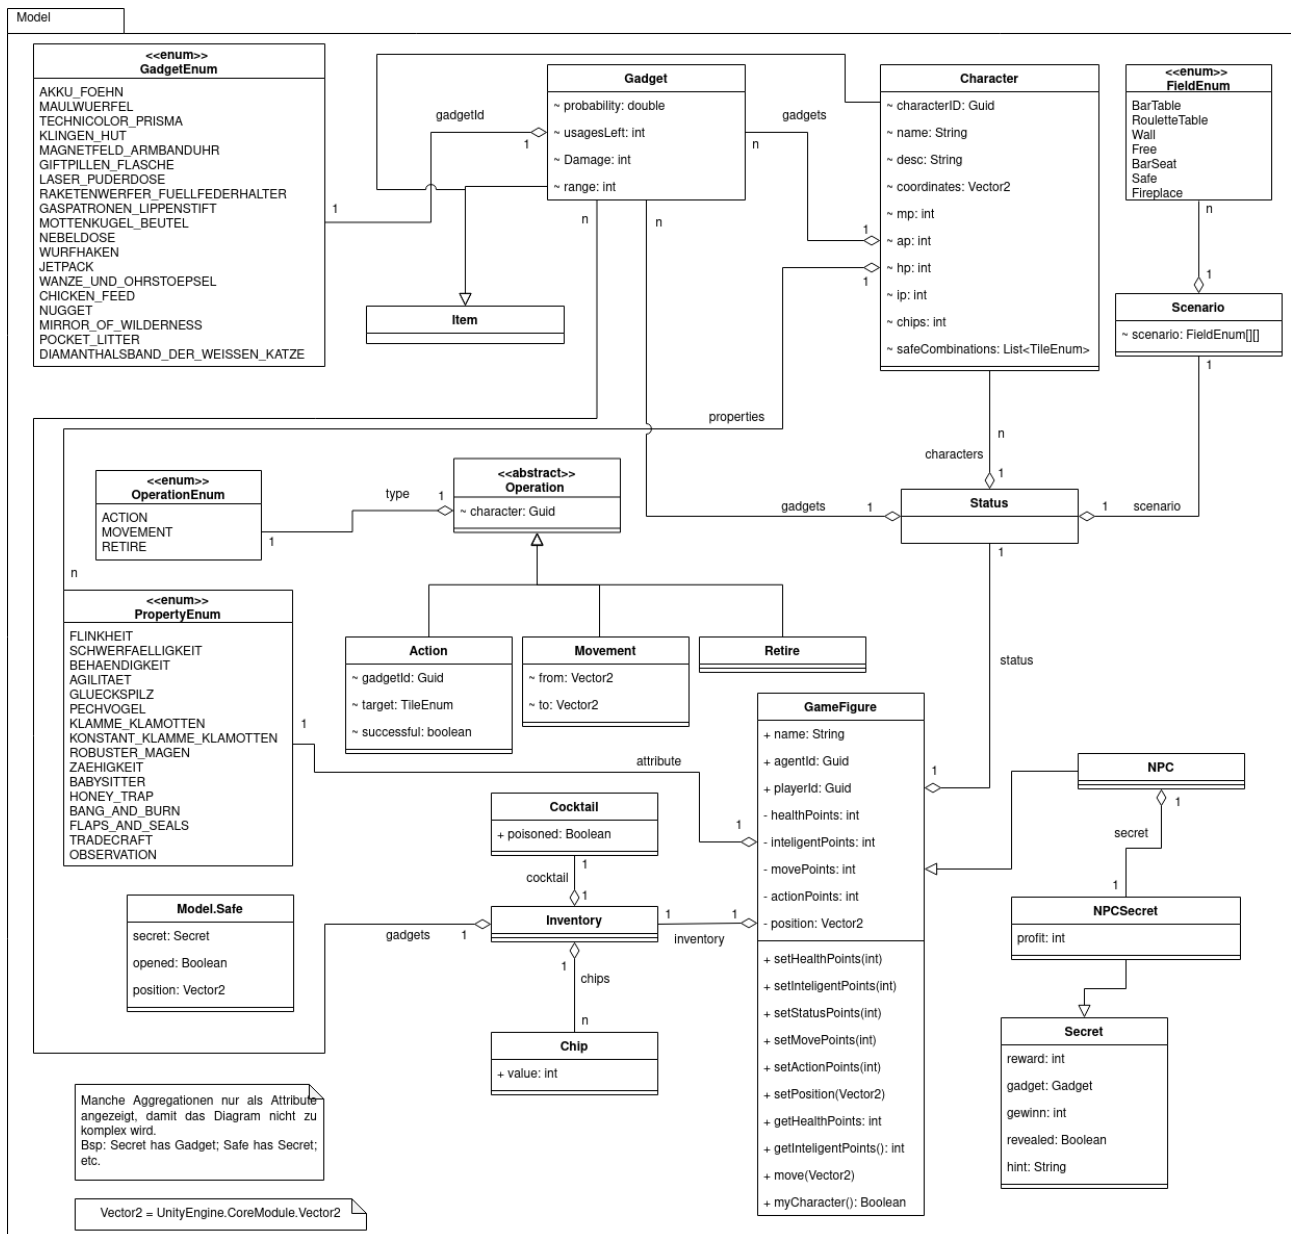 Model
<<enum>>
GadgetEnum
AKKU_FOEHN
MAULWUERFEL
TECHNICOLOR_PRISMA
KLINGEN_HUT
MAGNETFELD_ARMBANDUHR
GIFTPILLEN_FLASCHE
LASER_PUDERDOSE
RAKETENWERFER_FUELLFEDERHALTER
GASPATRONEN_LIPPENSTIFT
MOTTENKUGEL_BEUTEL
NEBELDOSE
WURFHAKEN
JETPACK
WANZE_UND_OHRSTOEPSEL
CHICKEN_FEED
NUGGET
MIRROR_OF_WILDERNESS
POCKET_LITTER
DIAMANTHALSBAND_DER_WEISSEN_KATZE
1
gadgetId
1
Gadget
~ probability: double
~ usagesLeft: int
~ Damage: int
~ range: int
n
n
gadgets
n
1
1
Character
~ characterID: Guid
~ name: String
~ desc: String
~ coordinates: Vector2
~ mp: int
~ ap: int
~ hp: int
~ ip: int
~ chips: int
~ safeCombinations: List<TileEnum>
<<enum>>
FieldEnum
BarTable
RouletteTable
Wall
Free
BarSeat
Safe
Fireplace
n
1
Scenario
~ scenario: FieldEnum[][]
1
Item
properties
n
characters
1
<<enum>>
OperationEnum
ACTION
MOVEMENT
RETIRE
type
1
1
<<abstract>>
Operation
~ character: Guid
gadgets
1
Status
1
scenario
1
n
<<enum>>
PropertyEnum
FLINKHEIT
SCHWERFAELLIGKEIT
BEHAENDIGKEIT
AGILITAET
GLUECKSPILZ
PECHVOGEL
KLAMME_KLAMOTTEN
KONSTANT_KLAMME_KLAMOTTEN
ROBUSTER_MAGEN
ZAEHIGKEIT
BABYSITTER
HONEY_TRAP
BANG_AND_BURN
FLAPS_AND_SEALS
TRADECRAFT
OBSERVATION
1
Action
~ gadgetId: Guid
~ target: TileEnum
~ successful: boolean
Movement
~ from: Vector2
~ to: Vector2
Retire
status
attribute
1
1
GameFigure
+ name: String
+ agentId: Guid
+ playerId: Guid
- healthPoints: int
- inteligentPoints: int
- movePoints: int
- actionPoints: int
- position: Vector2
+ setHealthPoints(int)
+ setInteligentPoints(int)
+ setStatusPoints(int)
+ setMovePoints(int)
+ setActionPoints(int)
+ setPosition(Vector2)
+ getHealthPoints: int
+ getInteligentPoints(): int
+ move(Vector2)
+ myCharacter(): Boolean
NPC
1
secret
1
NPCSecret
profit: int
Secret
reward: int
gadget: Gadget
gewinn: int
revealed: Boolean
hint: String
Cocktail
+ poisoned: Boolean
1
cocktail
1
Inventory
1
1
inventory
gadgets
1
1
chips
n
Chip
+ value: int
Model.Safe
secret: Secret
opened: Boolean
position: Vector2
Manche Aggregationen nur als Attribute
angezeigt, damit das Diagram nicht zu
komplex wird.
Bsp: Secret has Gadget; Safe has Secret;
etc.
Vector2 = UnityEngine.CoreModule.Vector2